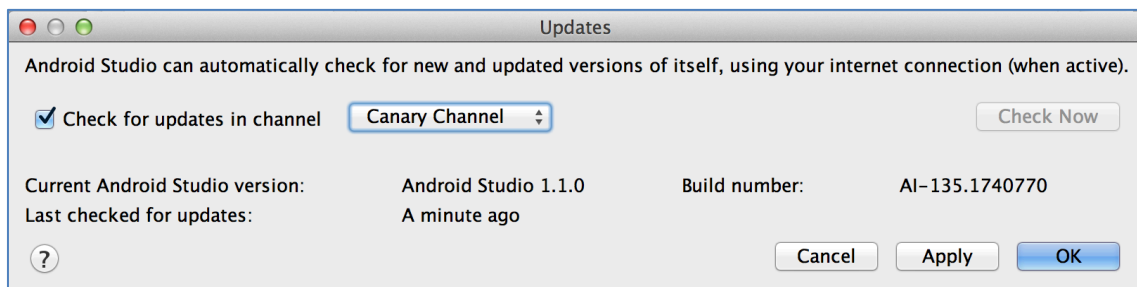 Updates
Android Studio can automatically check for new and updated versions of itself, using your internet connection (when active).
Check for updates in channel Canary Channel Check Now
Current Android Studio version: Android Studio 1.1.0 Build number: AI-135.1740770
Last checked for updates: A minute ago
? Cancel Apply OK